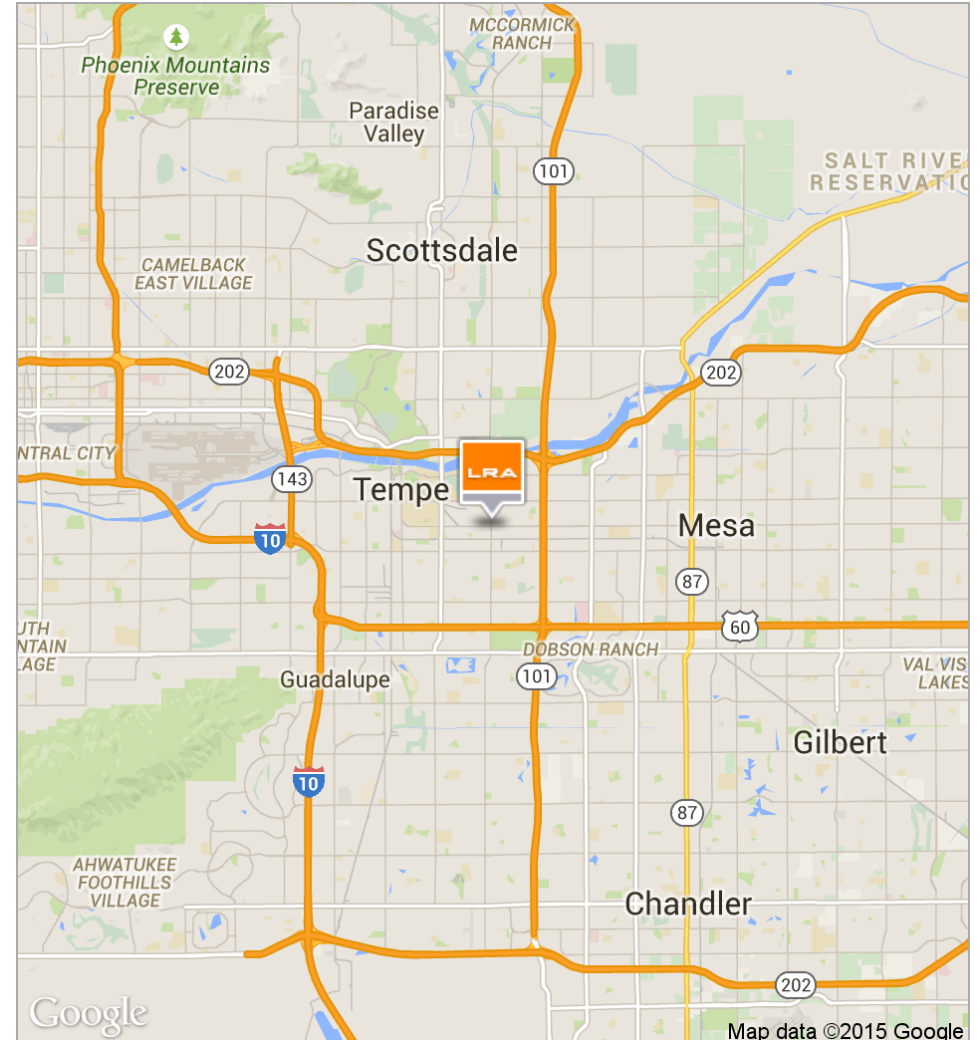 MCCORMICK
RANCH
Phoenix Mountains
Preserve
Paradise
Valley
101
SALT RIVE
RESERVATIO
Scottsdale
CAMELBACK
EAST VILLAGE
202
202
NTRAL CITY
LRA
143
Tempe
Mesa
10
87
60
UTH
NTAIN
LAGE
DOBSON RANCH
VAL VIS
LAKES
101
Guadalupe
Gilbert
10
87
AHWATUKEE
FOOTHILLS
VILLAGE
Chandler
202
Google
Map data ©2015 Google